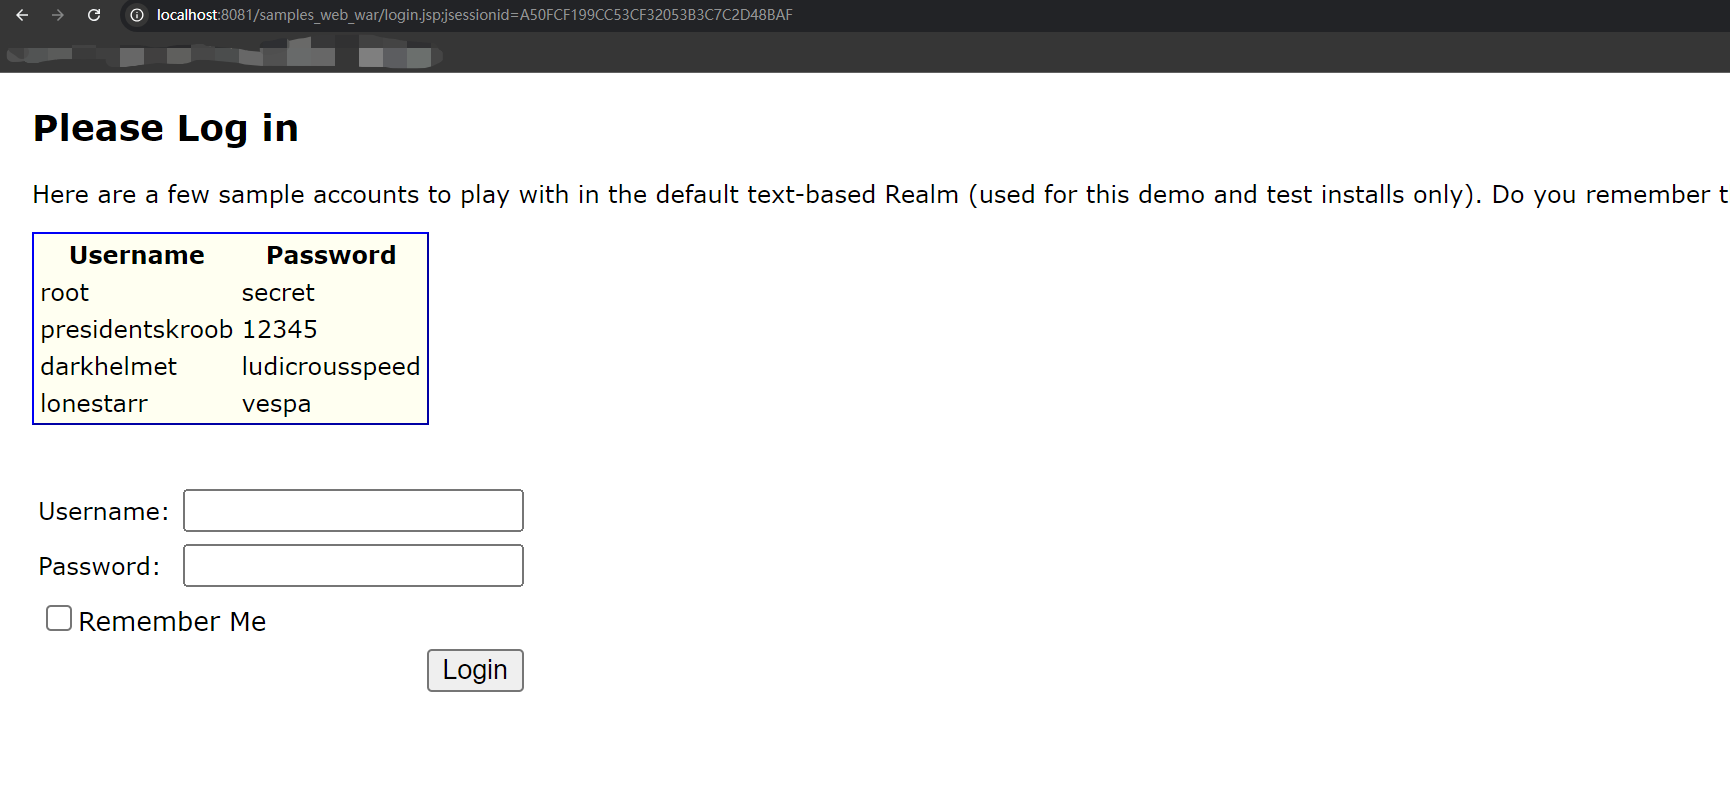 localhost:8081/samples_web_war/login.jsp;jsessionid=A50FCF199CC53CF32053B3C7C2D48BAF
Please Log in
Here are a few sample accounts to play with in the default text-based Realm (used for this demo and test installs only). Do you remember t
Username Password
root secret
presidentskroob 12345
darkhelmet ludicrousspeed
lonestarr vespa
Username:
Password:
Remember Me
Login